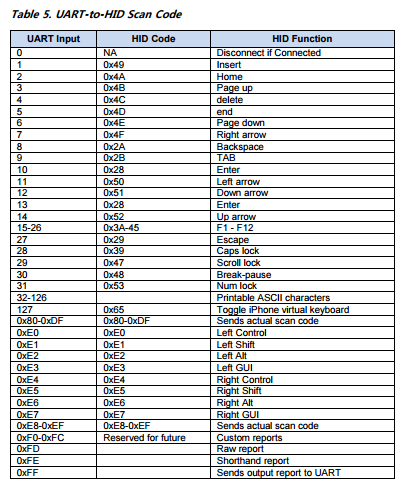 Table 5. UART-to-HID Scan Code
UART Input HID Code HID Function
0 NA Disconnect if Connected
1 0x49 Insert
2 0x4A Home
3 0x4B Page up
4 0x4C delete
5 0x4D end
6 0x4E Page down
7 0x4F Right arrow
8 0x2A Backspace
9 0x2B TAB
10 0x28 Enter
11 0x50 Left arrow
12 0x51 Down arrow
13 0x28 Enter
14 0x52 Up arrow
15-26 0x3A-45 F1 - F12
27 0x29 Escape
28 0x39 Caps lock
29 0x47 Scroll lock
30 0x48 Break-pause
31 0x53 Num lock
32-126 Printable ASCII characters
127 0x65 Toggle iPhone virtual keyboard
0x80-0xDF 0x80-0xDF Sends actual scan code
0xE0 0xE0 Left Control
0xE1 0xE1 Left Shift
0xE2 0xE2 Left Alt
0xE3 0xE3 Left GUI
0xE4 0xE4 Right Control
0xE5 0xE5 Right Shift
0xE6 0xE6 Right Alt
0xE7 0xE7 Right GUI
0xE8-0xEF 0xE8-0xEF Sends actual scan code
0xF0-0xFC Reserved for future Custom reports
0xFD Raw report
0xFE Shorthand report
0xFF Sends output report to UART